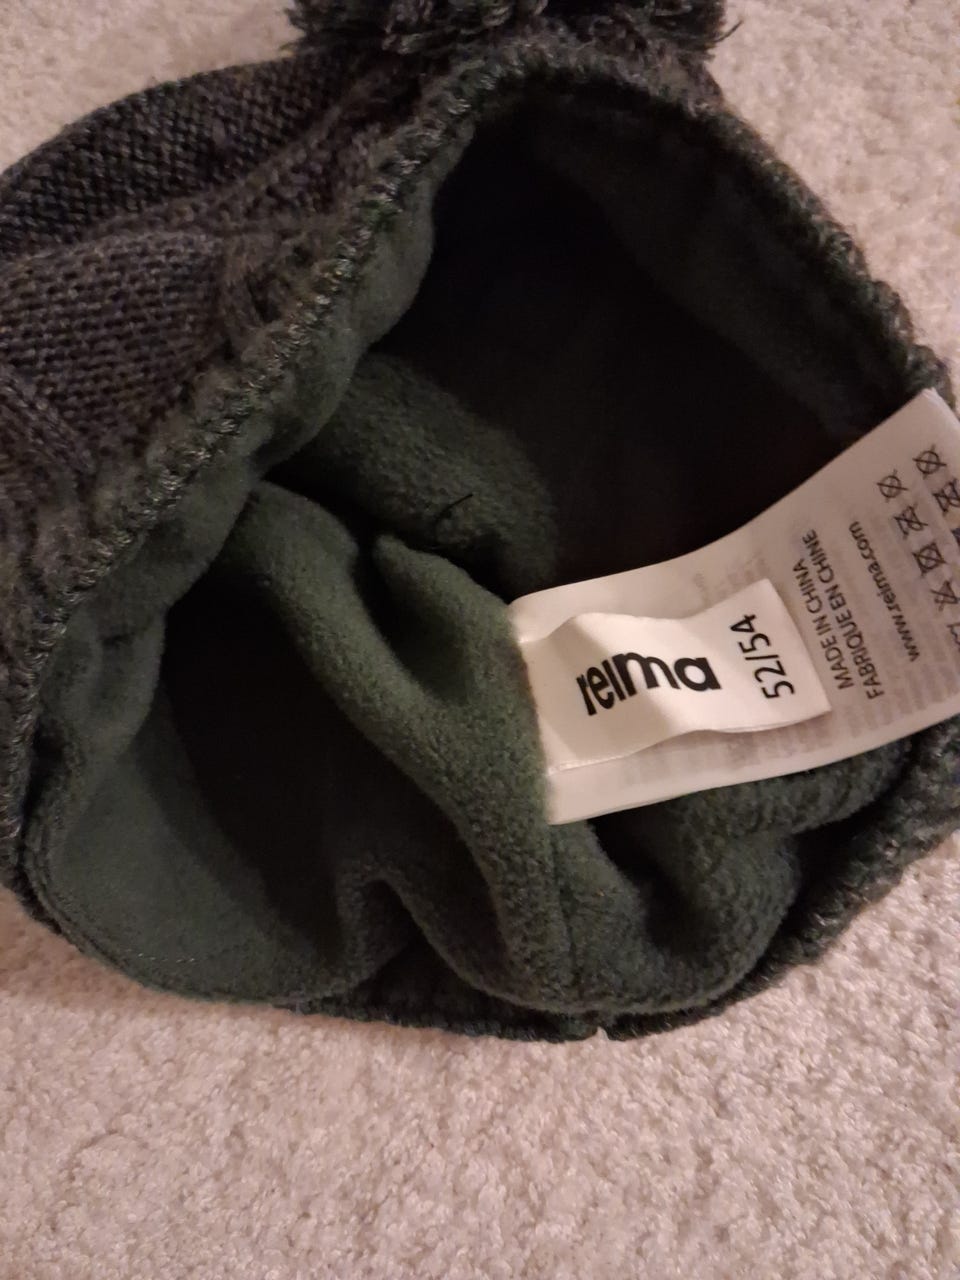 reima
52/54
MADE IN CHINA
FABRIQUE EN CHINE
www.reima.com